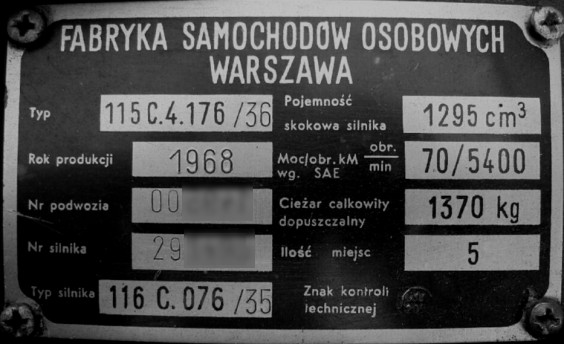 FABRYKA SAMOCHODÓW OSOBOWYCH
WARSZAWA
Typ 115 C.4.176 /36
Rok produkcji 1968
Nr podwozia 00
Nr silnika 29
Typ silnika 116 C.076 /35
Pojemność
skokowa silnika 1295 cm³
Moc/obr. KM obr. 70/5400
wg. SAE min
Ciežar całkowity
dopuszczalny 1370 kg
Ilość miejsc 5
Znak kontroli
technicznej